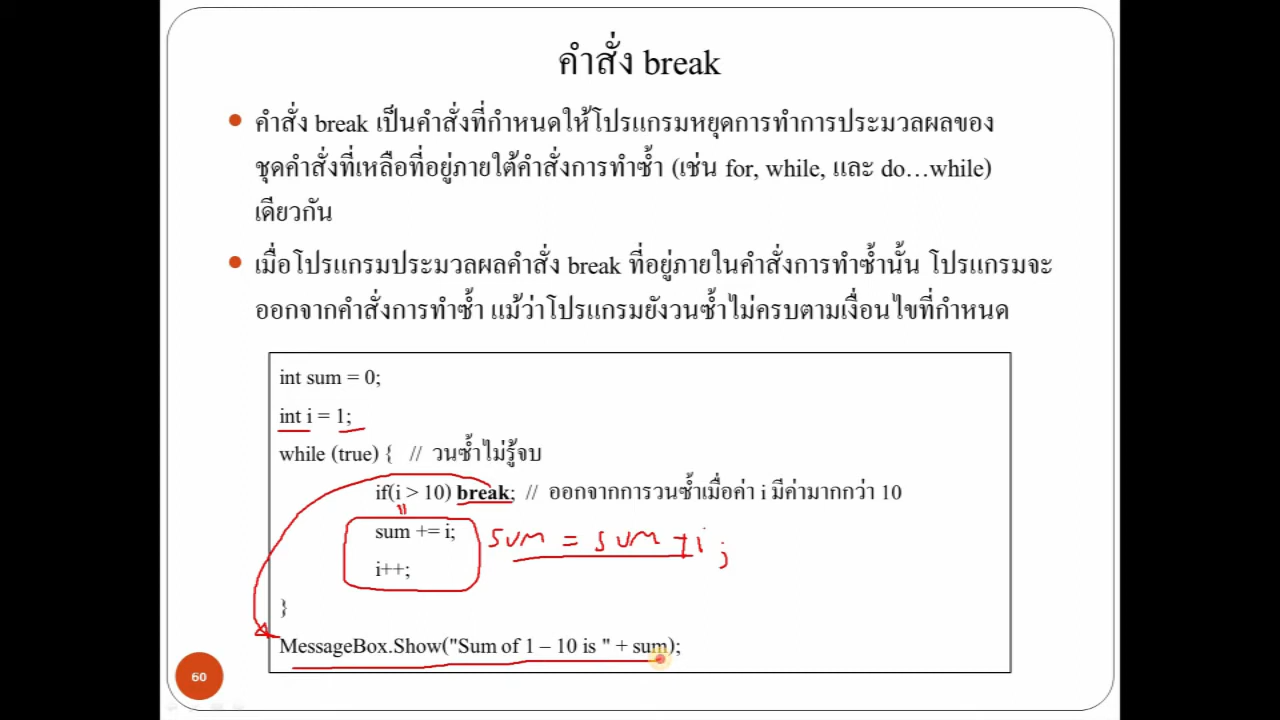 คำสั่ง break
คำสั่ง break เป็นคำสั่งที่กำหนดให้โปรแกรมหยุดการทำการประมวลผลของ
ชุดคำสั่งที่เหลือที่อยู่ภายใต้คำสั่งการทำซ้ำ (เช่น for, while, และ do…while)
เดียวกัน
เมื่อโปรแกรมประมวลผลคำสั่ง break ที่อยู่ภายในคำสั่งการทำซ้ำนั้น โปรแกรมจะ
ออกจากคำสั่งการทำซ้ำ แม้ว่าโปรแกรมยังวนซ้ำไม่ครบตามเงื่อนไขที่กำหนด
int sum = 0;
int i = 1;
while (true) { // วนซ้ำไม่รู้จบ
if(i > 10) break; // ออกจากการวนซ้ำเมื่อค่า i มีค่ามากกว่า 10
11
sum += i; sum = sum + i ;
i++;
}
MessageBox.Show("Sum of 1 – 10 is " + sum);
60